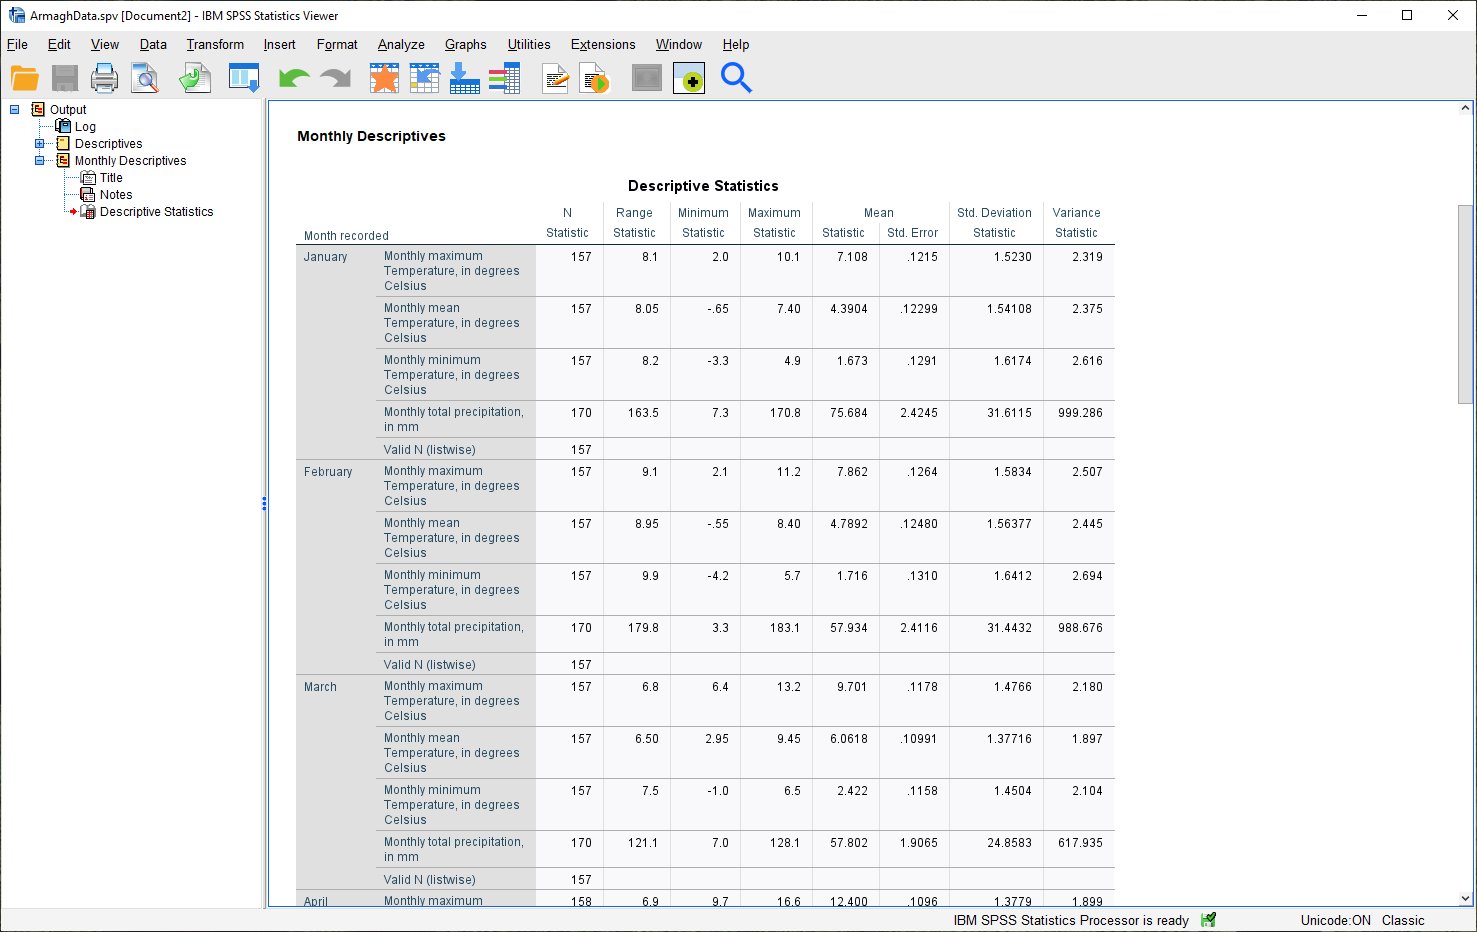 ArmaghData.spv [Document2] - IBM SPSS Statistics Viewer
File Edit View Data Transform Insert Format Analyze Graphs Utilities Extensions Window Help
Output
Log
Descriptives
Monthly Descriptives
Title
Notes
Descriptive Statistics
Monthly Descriptives
Descriptive Statistics
N Range Minimum Maximum Mean Std. Deviation Variance
Month recorded Statistic Statistic Statistic Statistic Statistic Std. Error Statistic Statistic
January Monthly maximum 157 8.1 2.0 10.1 7.108 .1215 1.5230 2.319
Temperature, in degrees
Celsius
Monthly mean 157 8.05 -.65 7.40 4.3904 .12299 1.54108 2.375
Temperature, in degrees
Celsius
Monthly minimum 157 8.2 -3.3 4.9 1.673 .1291 1.6174 2.616
Temperature, in degrees
Celsius
Monthly total precipitation, 170 163.5 7.3 170.8 75.684 2.4245 31.6115 999.286
in mm
Valid N (listwise) 157
February Monthly maximum 157 9.1 2.1 11.2 7.862 .1264 1.5834 2.507
Temperature, in degrees
Celsius
Monthly mean 157 8.95 -.55 8.40 4.7892 .12480 1.56377 2.445
Temperature, in degrees
Celsius
Monthly minimum 157 9.9 -4.2 5.7 1.716 .1310 1.6412 2.694
Temperature, in degrees
Celsius
Monthly total precipitation, 170 179.8 3.3 183.1 57.934 2.4116 31.4432 988.676
in mm
Valid N (listwise) 157
March Monthly maximum 157 6.8 6.4 13.2 9.701 .1178 1.4766 2.180
Temperature, in degrees
Celsius
Monthly mean 157 6.50 2.95 9.45 6.0618 .10991 1.37716 1.897
Temperature, in degrees
Celsius
Monthly minimum 157 7.5 -1.0 6.5 2.422 .1158 1.4504 2.104
Temperature, in degrees
Celsius
Monthly total precipitation, 170 121.1 7.0 128.1 57.802 1.9065 24.8583 617.935
in mm
Valid N (listwise) 157
April Monthly maximum 158 6.9 9.7 16.6 12.400 .1096 1.3779 1.899
IBM SPSS Statistics Processor is ready Unicode:ON Classic